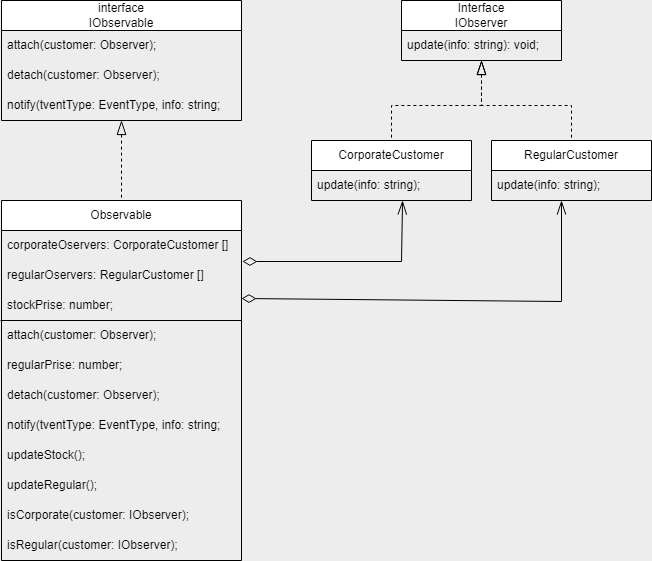 interface
IObservable
attach(customer: Observer);
detach(customer: Observer);
notify(tventType: EventType, info: string;
Interface
IObserver
update(info: string): void;
CorporateCustomer
update(info: string);
RegularCustomer
update(info: string);
Observable
corporateOservers: CorporateCustomer []
regularOservers: RegularCustomer []
stockPrise: number;
attach(customer: Observer);
regularPrise: number;
detach(customer: Observer);
notify(tventType: EventType, info: string;
updateStock();
updateRegular();
isCorporate(customer: IObserver);
isRegular(customer: IObserver);